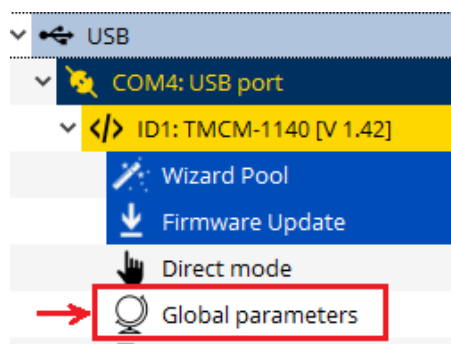 USB
COM4: USB port
ID1: TMCM-1140 [V 1.42]
Wizard Pool
Firmware Update
Direct mode
Global parameters